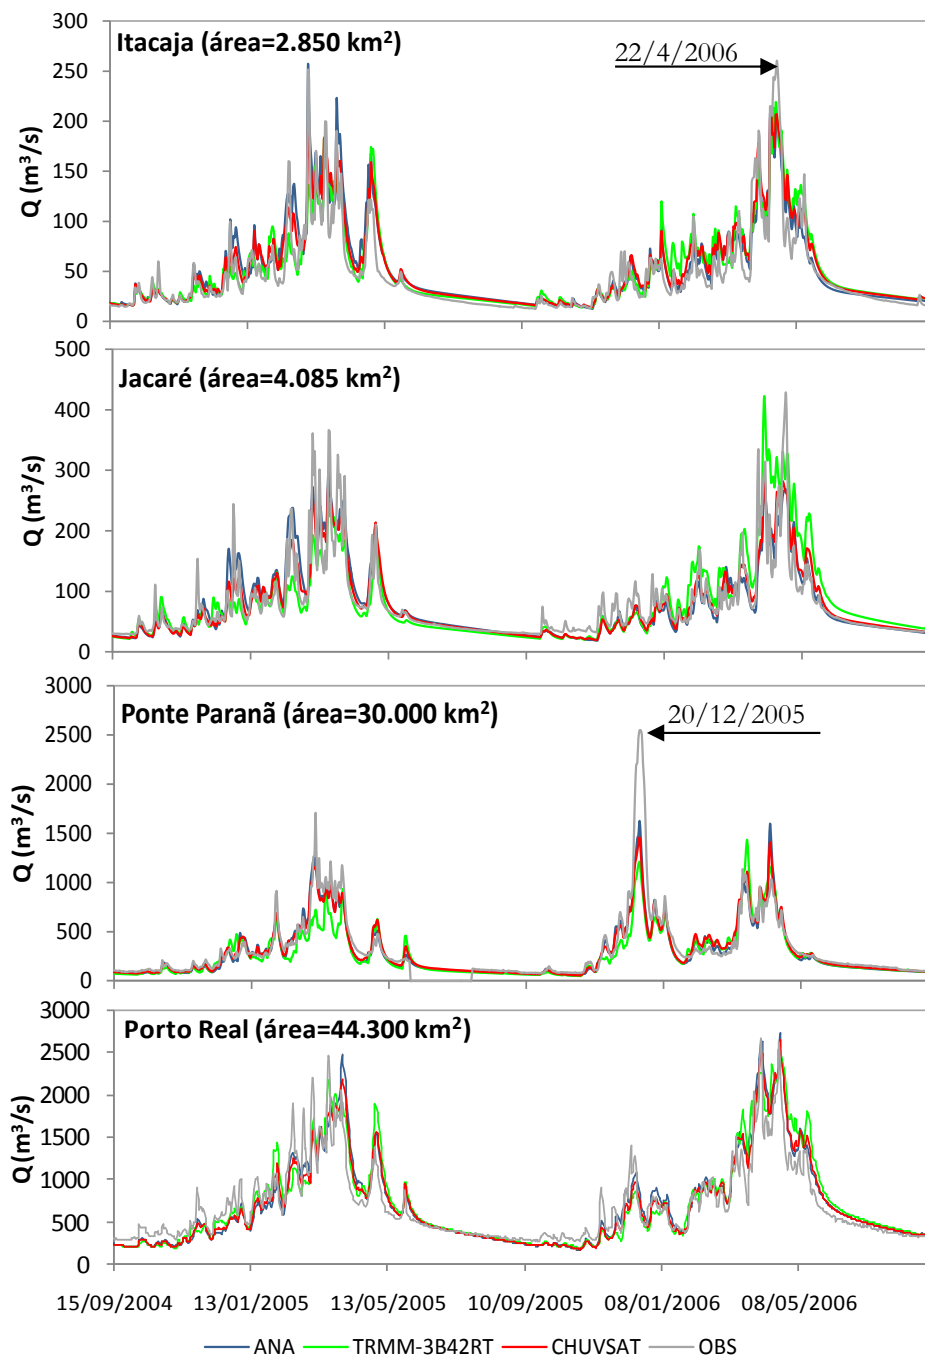 300
250
200
150
100
50
0
Q (m³/s)
Itacaja (área=2.850 km²)
22/4/2006
500
400
300
200
100
0
Q (m³/s)
Jacaré (área=4.085 km²)
3000
2500
2000
1500
1000
500
0
Q (m³/s)
Ponte Paranã (área=30.000 km²)
20/12/2005
3000
2500
2000
1500
1000
500
0
Q (m³/s)
Porto Real (área=44.300 km²)
15/09/2004 13/01/2005 13/05/2005 10/09/2005 08/01/2006 08/05/2006
ANA TRMM-3B42RT CHUVSAT OBS